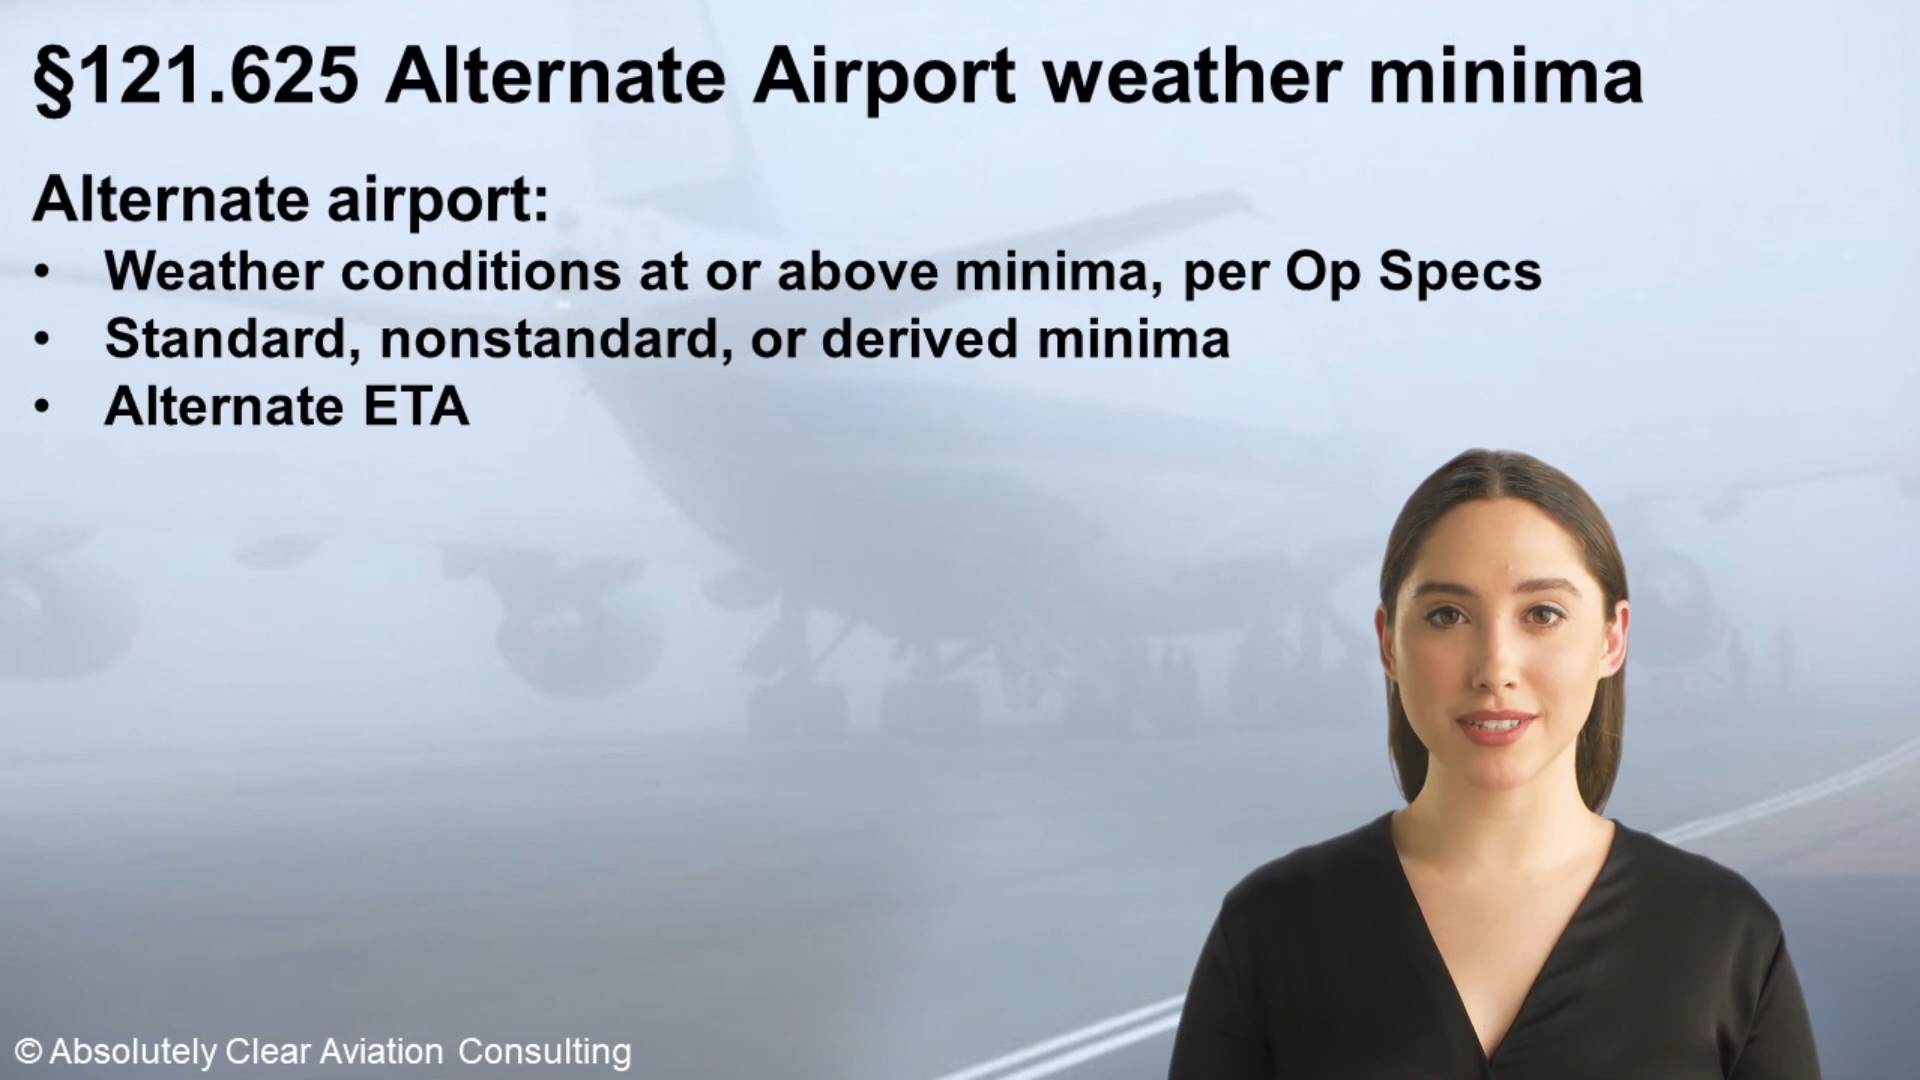 §121.625 Alternate Airport weather minima
Alternate airport:
• Weather conditions at or above minima, per Op Specs
• Standard, nonstandard, or derived minima
• Alternate ETA
© Absolutely Clear Aviation Consulting